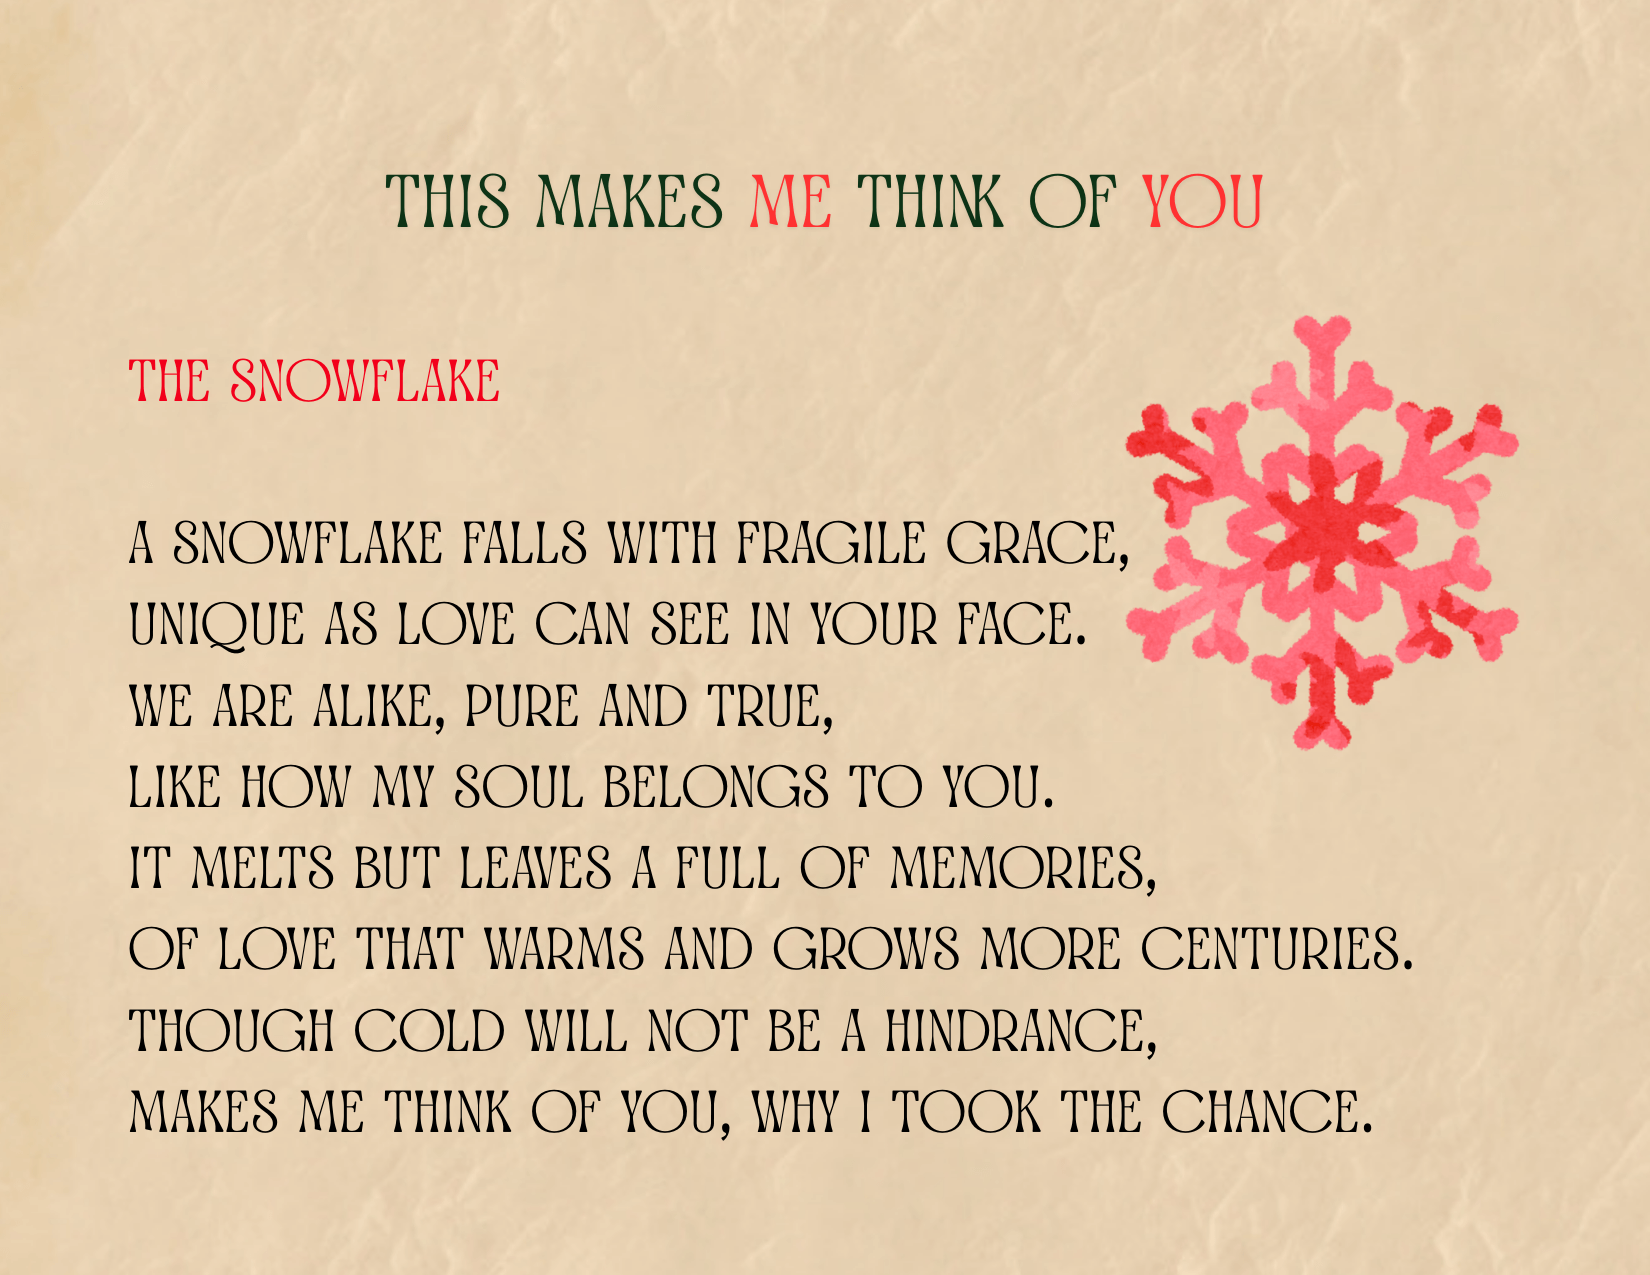 THIS MAKES ME THINK OF YOU
THE SNOWFLAKE
A SNOWFLAKE FALLS WITH FRAGILE GRACE,
UNIQUE AS LOVE CAN SEE IN YOUR FACE.
WE ARE ALIKE, PURE AND TRUE,
LIKE HOW MY SOUL BELONGS TO YOU.
IT MELTS BUT LEAVES A FULL OF MEMORIES,
OF LOVE THAT WARMS AND GROWS MORE CENTURIES.
THOUGH COLD WILL NOT BE A HINDRANCE,
MAKES ME THINK OF YOU, WHY I TOOK THE CHANCE.